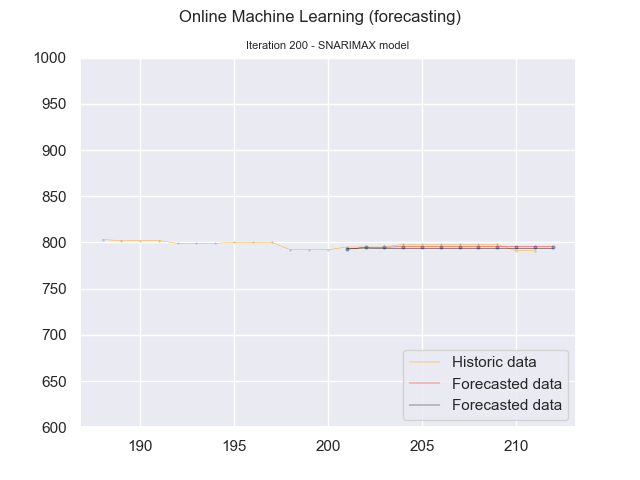 Online Machine Learning (forecasting)
Iteration 200 - SNARIMAX model
1000
950
900
850
800
750
700
650
600
190
195
200
205
210
Historic data
Forecasted data
Forecasted data